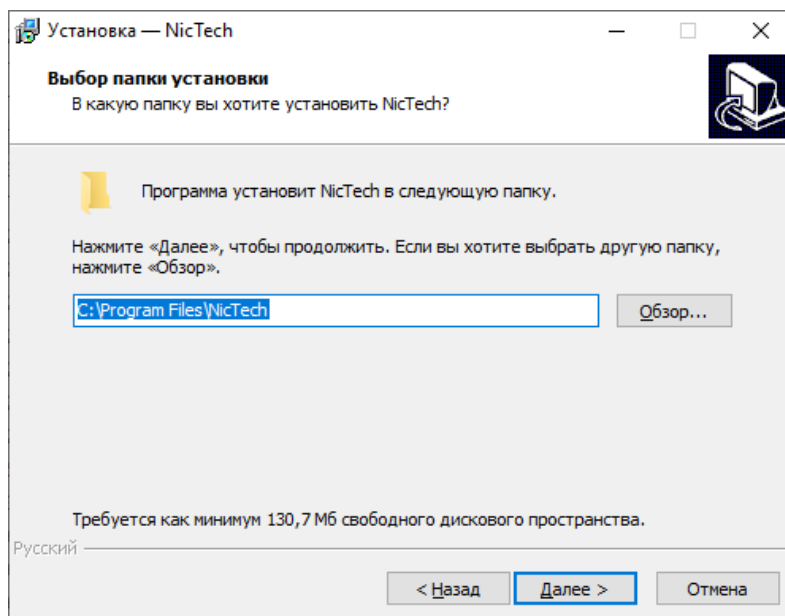 Установка — NicTech
Выбор папки установки
В какую папку вы хотите установить NicTech?
Программа установит NicTech в следующую папку.
Нажмите «Далее», чтобы продолжить. Если вы хотите выбрать другую папку,
нажмите «Обзор».
C:\Program Files\NicTech
Обзор...
Требуется как минимум 130,7 Мб свободного дискового пространства.
Русский
< Назад
Далее >
Отмена